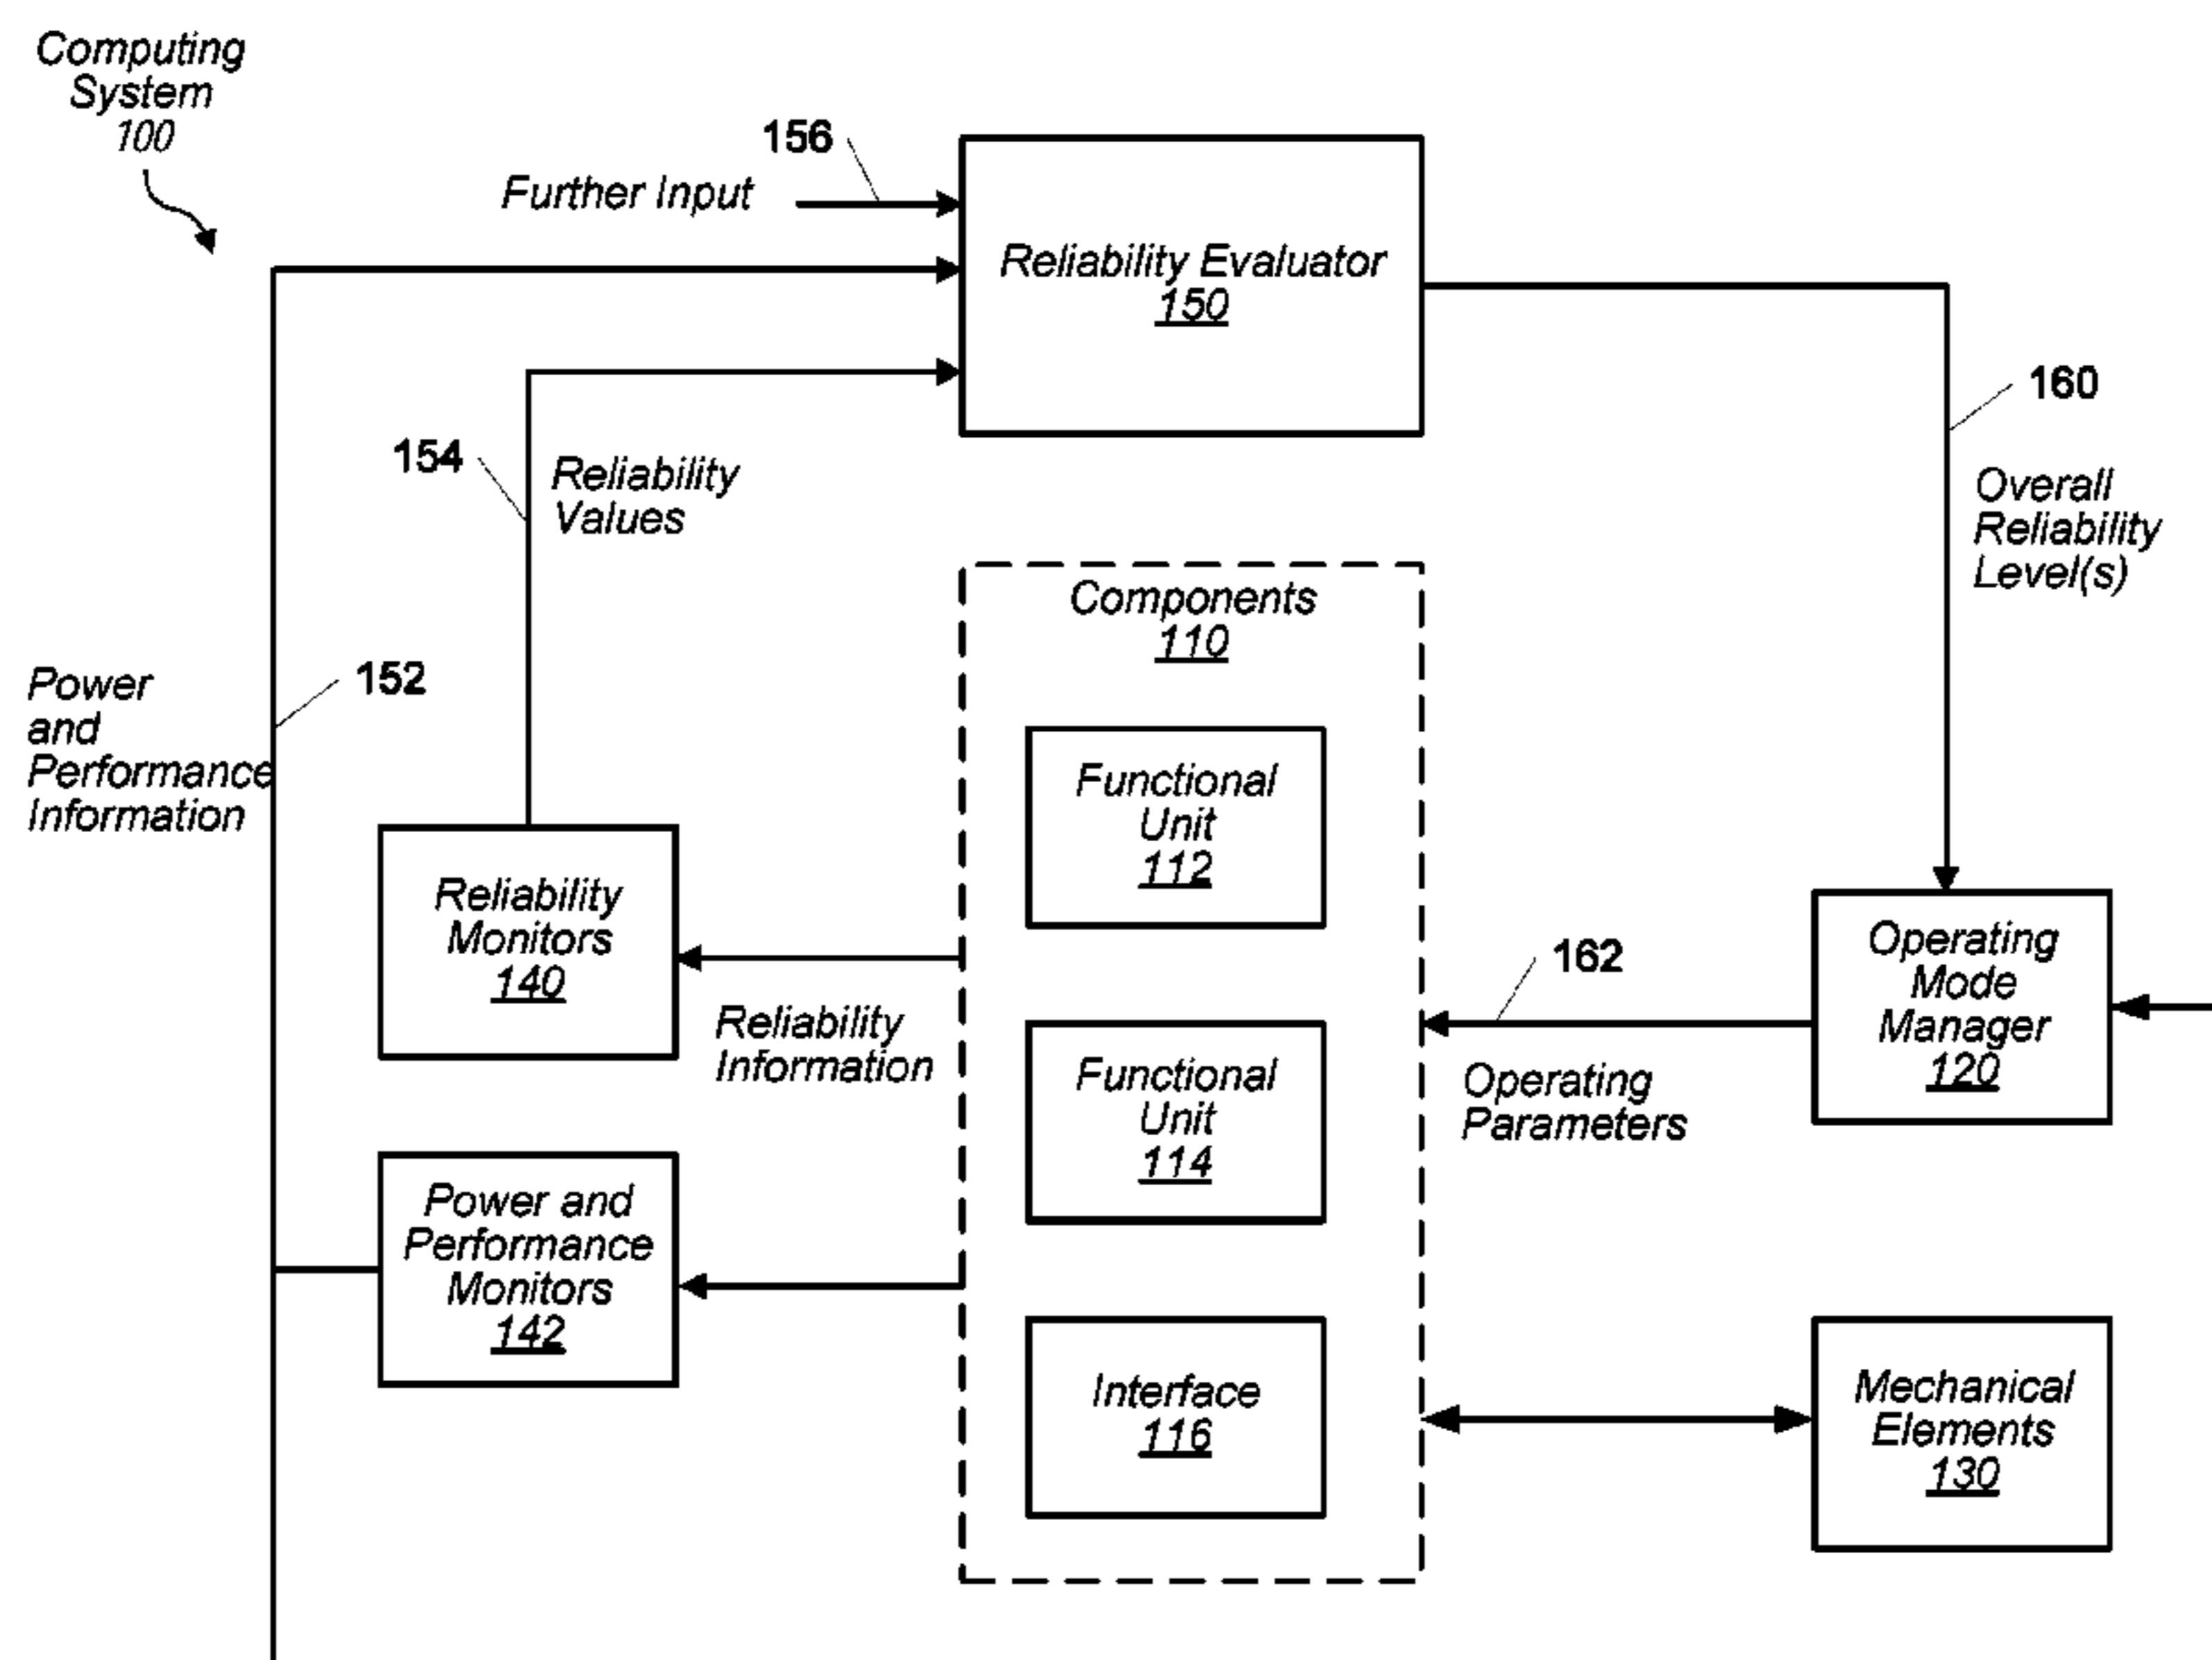 Computing
System
100
156
Further Input
Reliability Evaluator
150
160
154
Reliability
Values
Overall
Reliability
Level(s)
Components
110
Power
and
Performance
Information
152
Functional
Unit
112
Reliability
Monitors
140
Reliability
Information
162
Operating
Mode
Manager
120
Functional
Unit
114
Operating
Parameters
Power and
Performance
Monitors
142
Interface
116
Mechanical
Elements
130